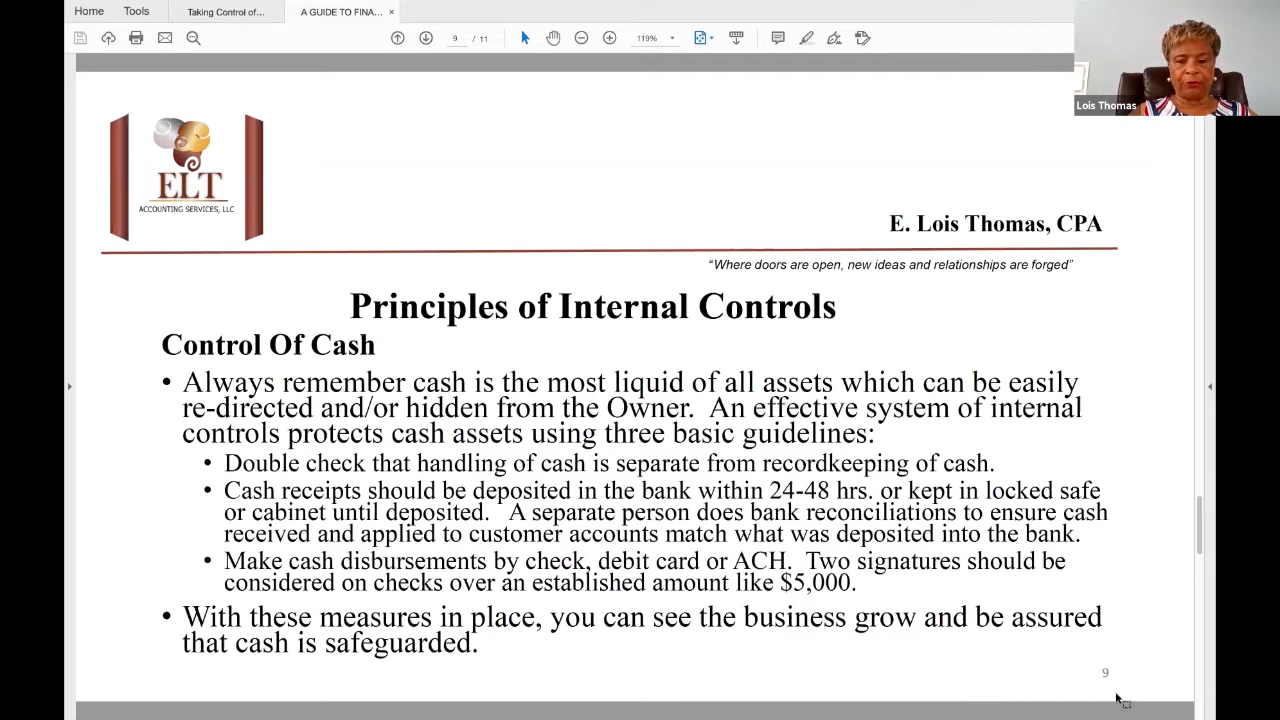 Home Tools Taking Control of... A GUIDE TO FINA... ×
9 / 11 119%
Lois Thomas
ELT
ACCOUNTING SERVICES, LLC
E. Lois Thomas, CPA
“Where doors are open, new ideas and relationships are forged”
Principles of Internal Controls
Control Of Cash
• Always remember cash is the most liquid of all assets which can be easily
re-directed and/or hidden from the Owner. An effective system of internal
controls protects cash assets using three basic guidelines:
• Double check that handling of cash is separate from recordkeeping of cash.
• Cash receipts should be deposited in the bank within 24-48 hrs. or kept in locked safe
or cabinet until deposited. A separate person does bank reconciliations to ensure cash
received and applied to customer accounts match what was deposited into the bank.
• Make cash disbursements by check, debit card or ACH. Two signatures should be
considered on checks over an established amount like $5,000.
• With these measures in place, you can see the business grow and be assured
that cash is safeguarded.
9